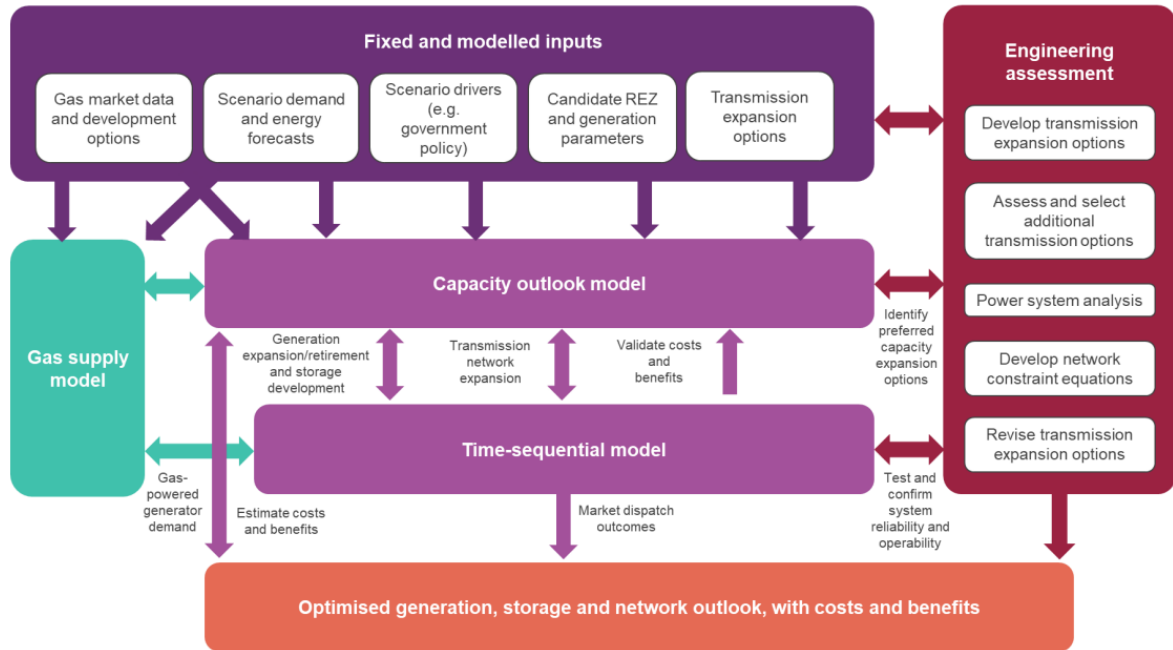 Fixed and modelled inputs
Gas market data
and development
options
Scenario demand
and energy
forecasts
Scenario drivers
(e.g.
government
policy)
Candidate REZ
and generation
parameters
Transmission
expansion
options
Engineering
assessment
Develop transmission
expansion options
Assess and select
additional
transmission options
Power system analysis
Develop network
constraint equations
Revise transmission
expansion options
Gas supply
model
Capacity outlook model
Generation
expansion/retirement
and storage
development
Transmission
network
expansion
Validate costs
and
benefits
Identify
preferred
capacity
expansion
options
Time-sequential model
Gas-
powered
generator
demand
Estimate costs
and benefits
Market dispatch
outcomes
Test and
confirm
system
reliability and
operability
Optimised generation, storage and network outlook, with costs and benefits